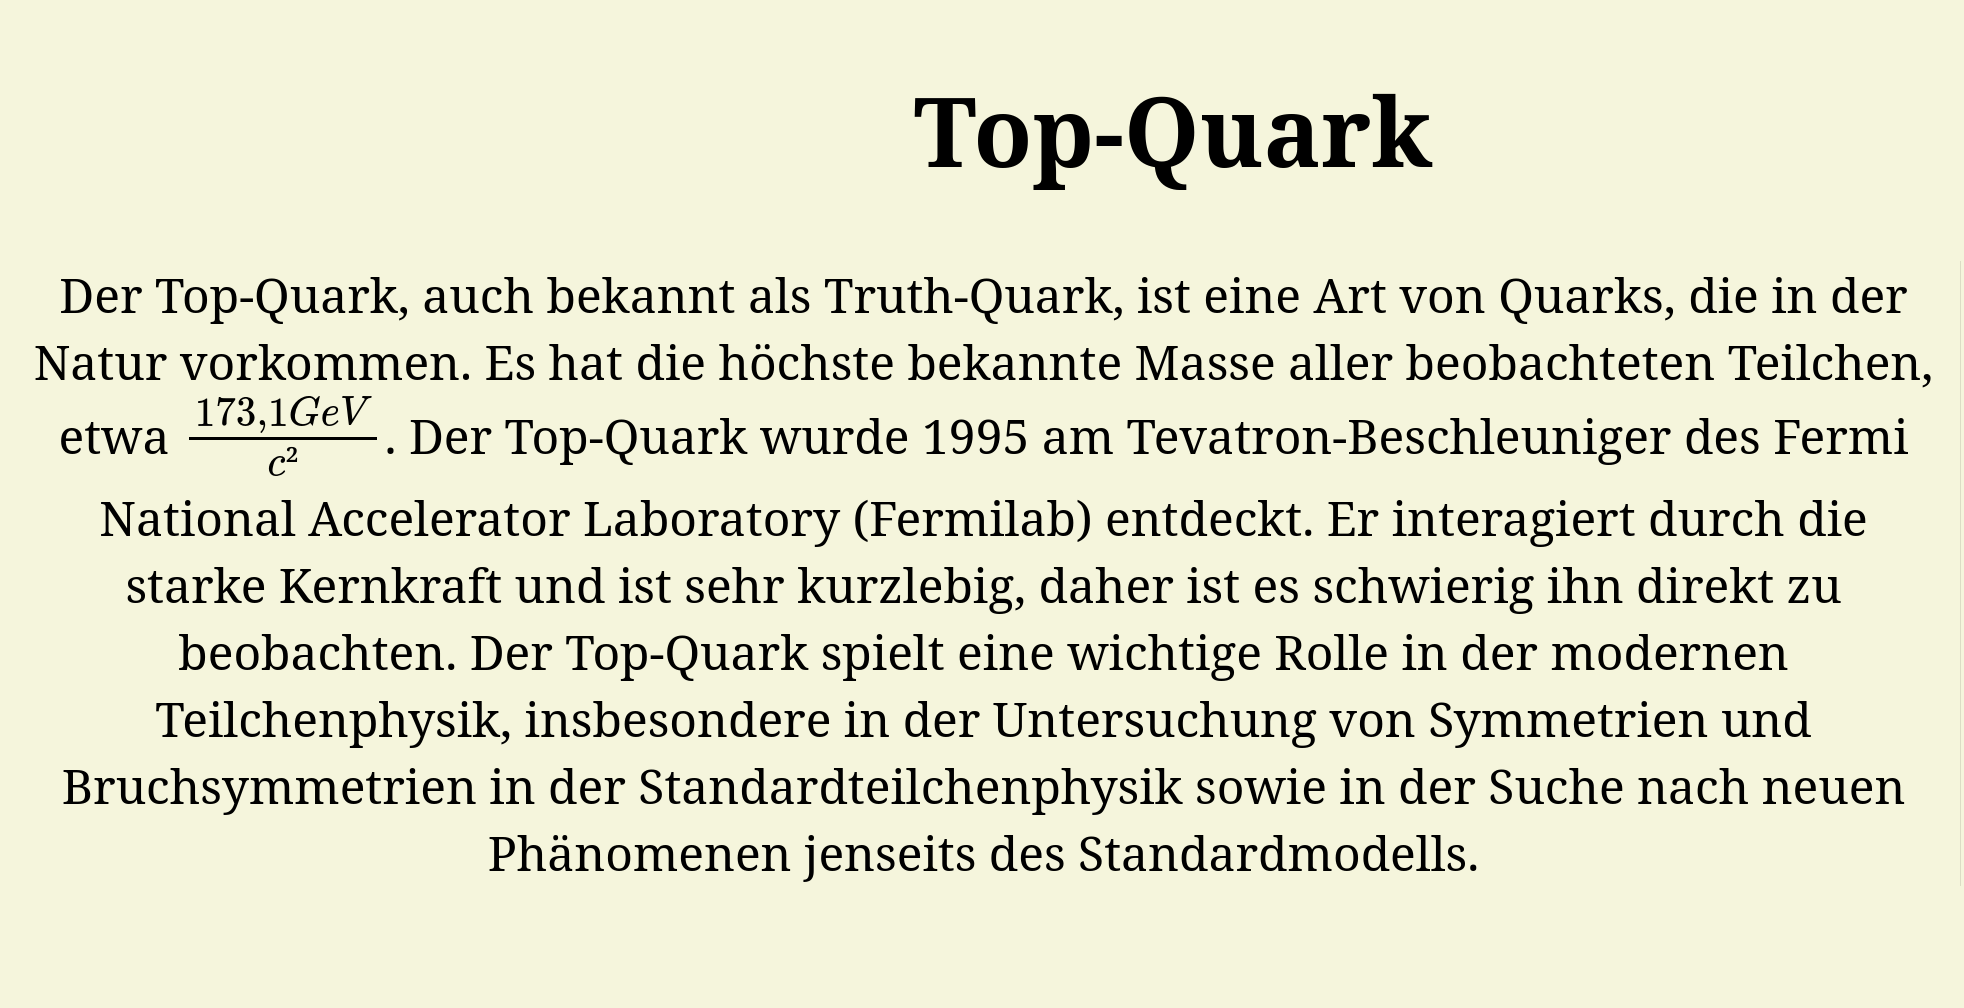 Top-Quark
Der Top-Quark, auch bekannt als Truth-Quark, ist eine Art von Quarks, die in der
Natur vorkommen. Es hat die höchste bekannte Masse aller beobachteten Teilchen,
etwa \frac{173,1GeV}{c²}. Der Top-Quark wurde 1995 am Tevatron-Beschleuniger des Fermi
National Accelerator Laboratory (Fermilab) entdeckt. Er interagiert durch die
starke Kernkraft und ist sehr kurzlebig, daher ist es schwierig ihn direkt zu
beobachten. Der Top-Quark spielt eine wichtige Rolle in der modernen
Teilchenphysik, insbesondere in der Untersuchung von Symmetrien und
Bruchsymmetrien in der Standardteilchenphysik sowie in der Suche nach neuen
Phänomenen jenseits des Standardmodells.